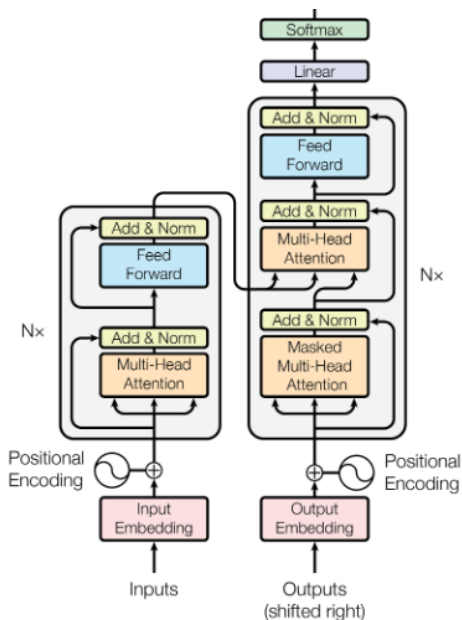 Softmax
Linear
Add & Norm
Feed
Forward
Add & Norm
Multi-Head
Attention
Add & Norm
Masked
Multi-Head
Attention
Nx
Add & Norm
Feed
Forward
Add & Norm
Multi-Head
Attention
Nx
Positional
Encoding
Positional
Encoding
Input
Embedding
Output
Embedding
Inputs
Outputs
(shifted right)